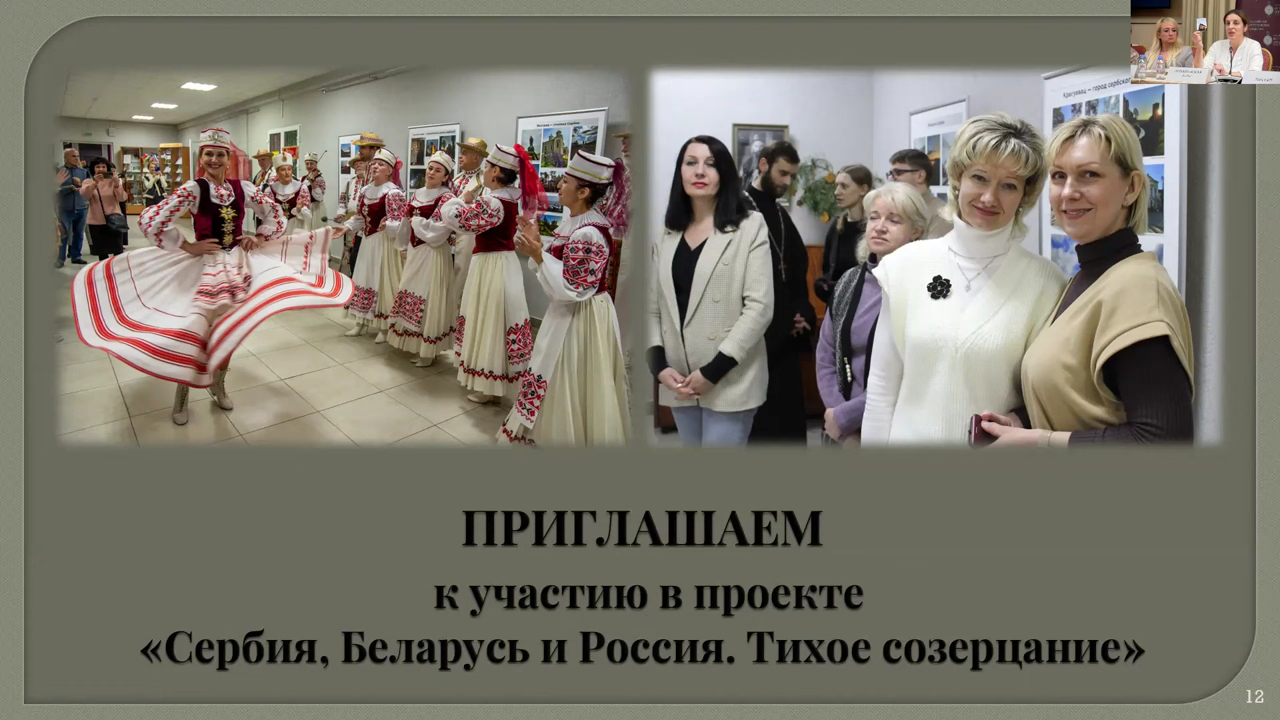 ПРИГЛАШАЕМ
к участию в проекте
«Сербия, Беларусь и Россия. Тихое созерцание»
12